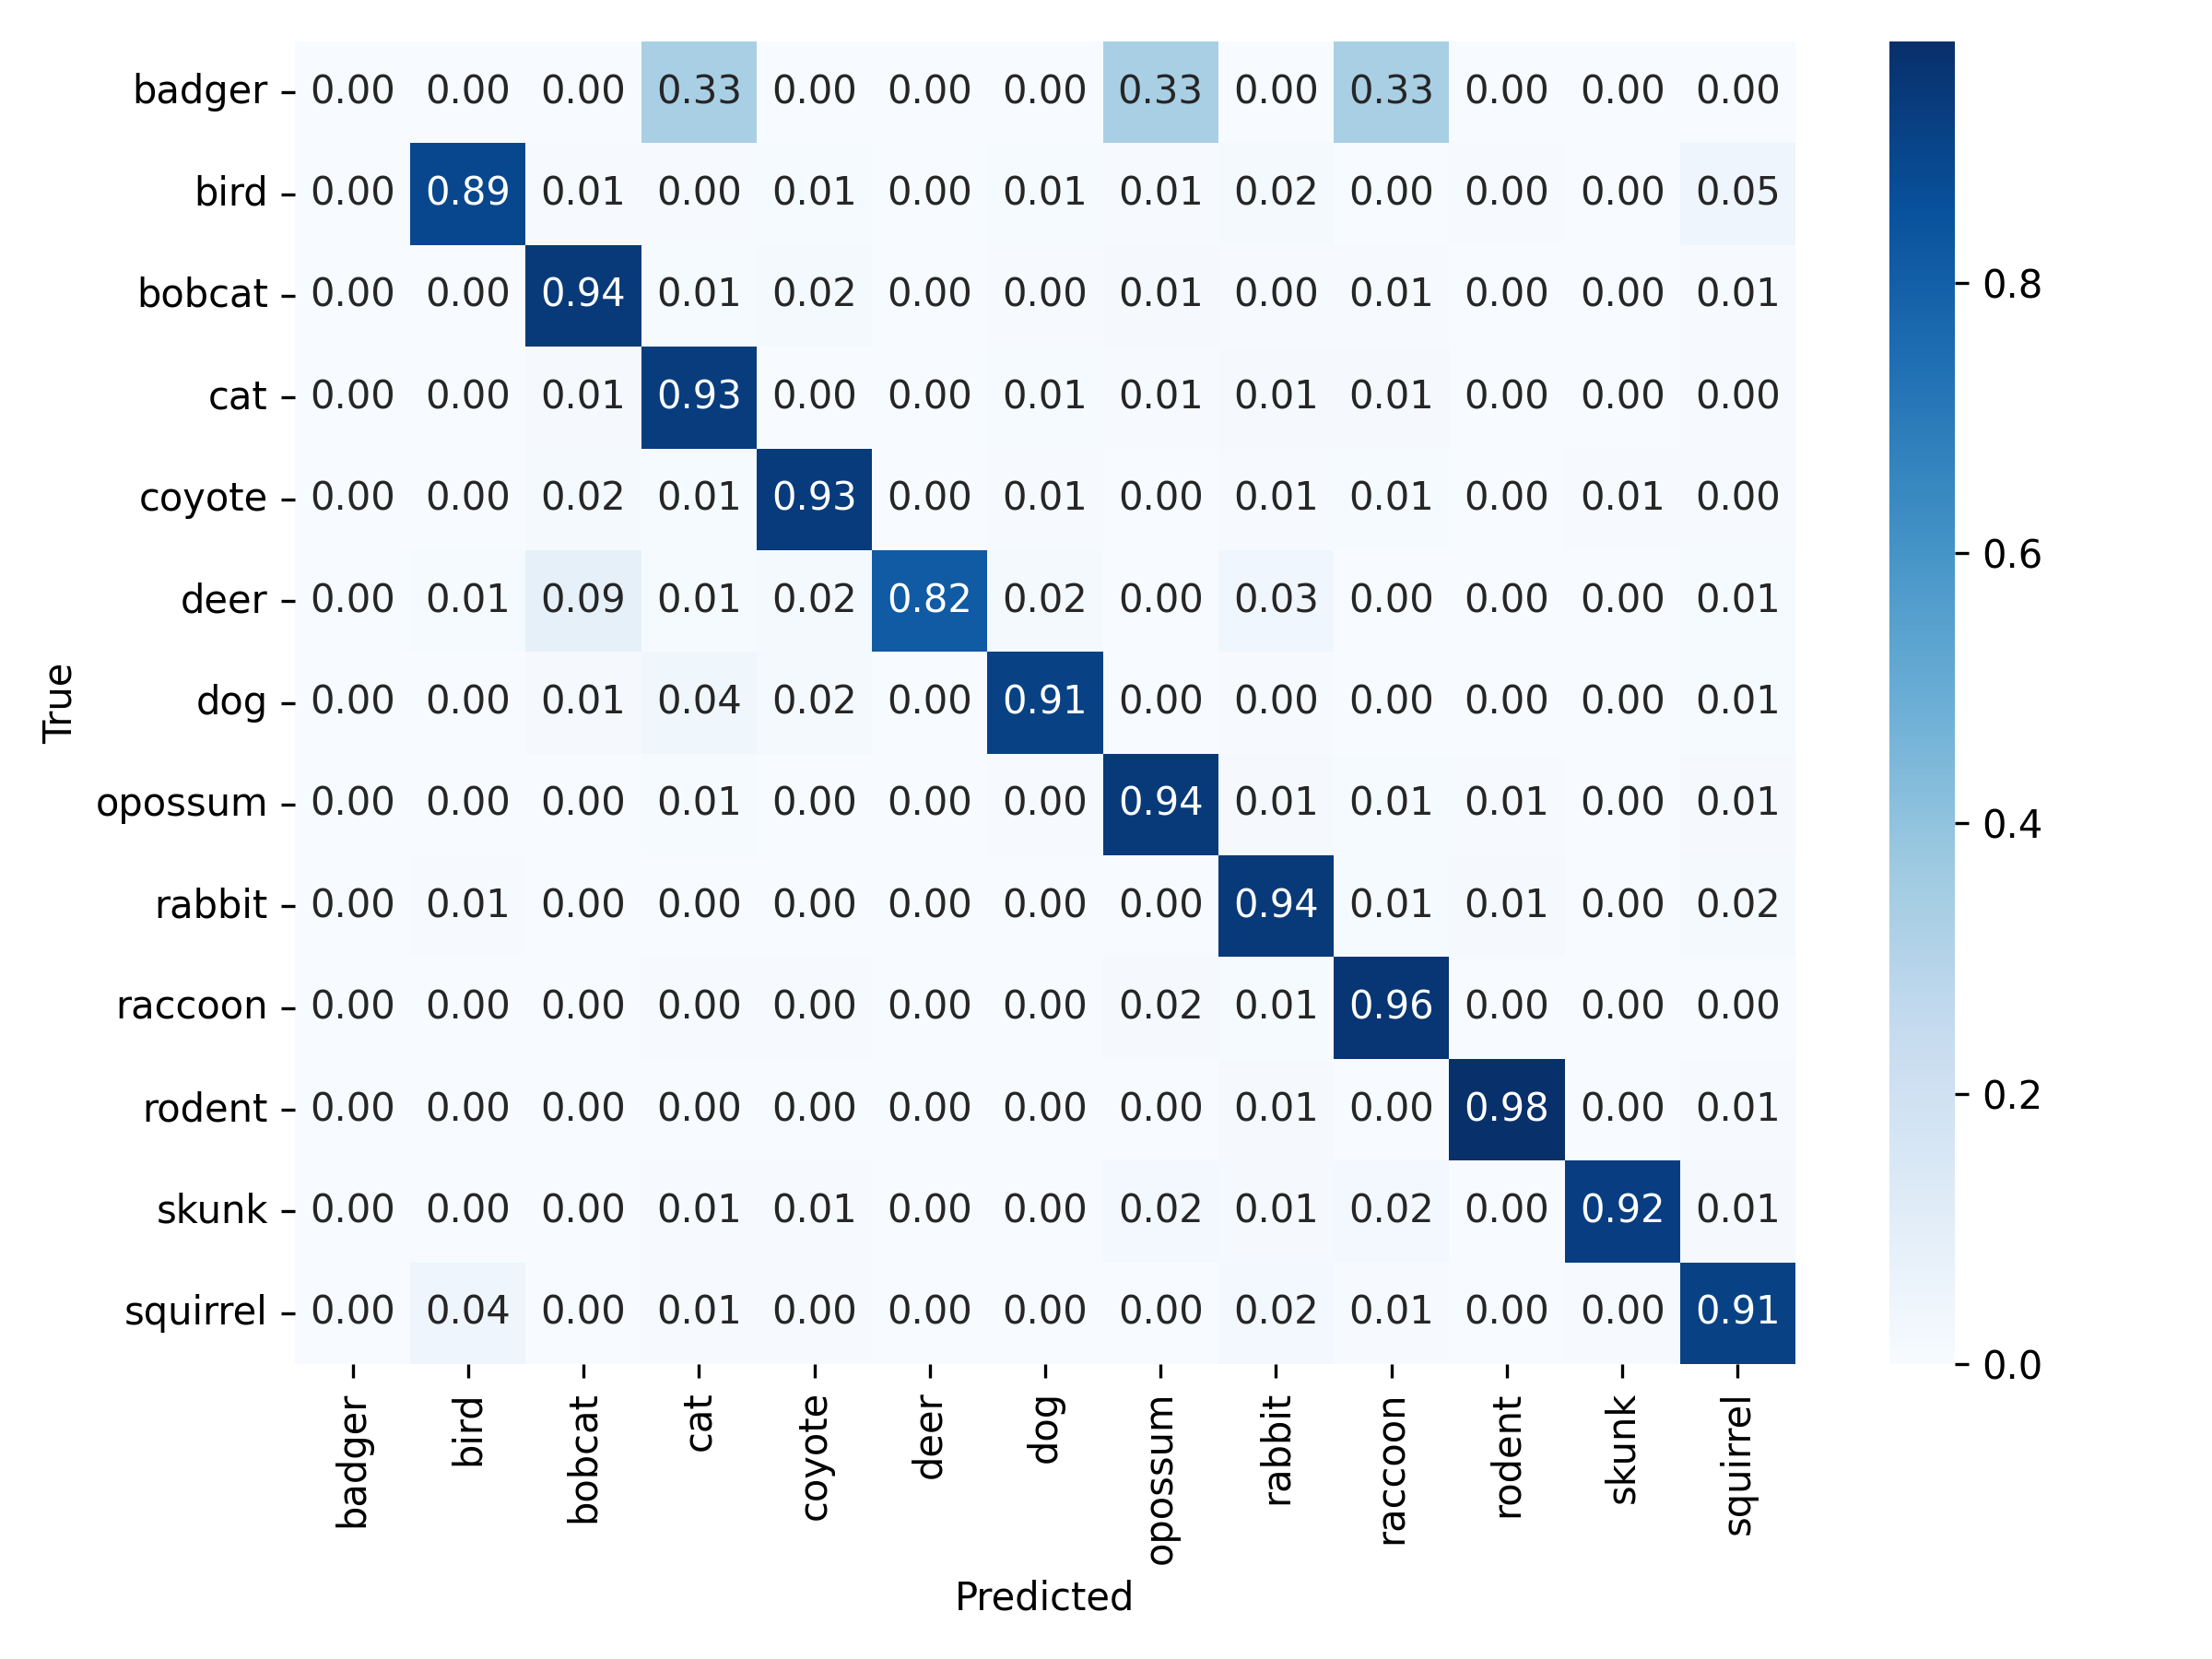 badger 0.00 0.00 0.00 0.33 0.00 0.00 0.00 0.33 0.00 0.33 0.00 0.00 0.00
bird 0.00 0.89 0.01 0.00 0.01 0.00 0.01 0.01 0.02 0.00 0.00 0.00 0.05
bobcat 0.00 0.00 0.94 0.01 0.02 0.00 0.00 0.01 0.00 0.01 0.00 0.00 0.01
cat 0.00 0.00 0.01 0.93 0.00 0.00 0.01 0.01 0.01 0.01 0.00 0.00 0.00
coyote 0.00 0.00 0.02 0.01 0.93 0.00 0.01 0.00 0.01 0.01 0.00 0.01 0.00
deer 0.00 0.01 0.09 0.01 0.02 0.82 0.02 0.00 0.03 0.00 0.00 0.00 0.01
dog 0.00 0.00 0.01 0.04 0.02 0.00 0.91 0.00 0.00 0.00 0.00 0.00 0.01
opossum 0.00 0.00 0.00 0.01 0.00 0.00 0.00 0.94 0.01 0.01 0.01 0.00 0.01
rabbit 0.00 0.01 0.00 0.00 0.00 0.00 0.00 0.00 0.94 0.01 0.01 0.00 0.02
raccoon 0.00 0.00 0.00 0.00 0.00 0.00 0.00 0.02 0.01 0.96 0.00 0.00 0.00
rodent 0.00 0.00 0.00 0.00 0.00 0.00 0.00 0.00 0.01 0.00 0.98 0.00 0.01
skunk 0.00 0.00 0.00 0.01 0.01 0.00 0.00 0.02 0.01 0.02 0.00 0.92 0.01
squirrel 0.00 0.04 0.00 0.01 0.00 0.00 0.00 0.00 0.02 0.01 0.00 0.00 0.91
True
badger bird bobcat cat coyote deer dog opossum rabbit raccoon rodent skunk squirrel
Predicted
0.8
0.6
0.4
0.2
0.0